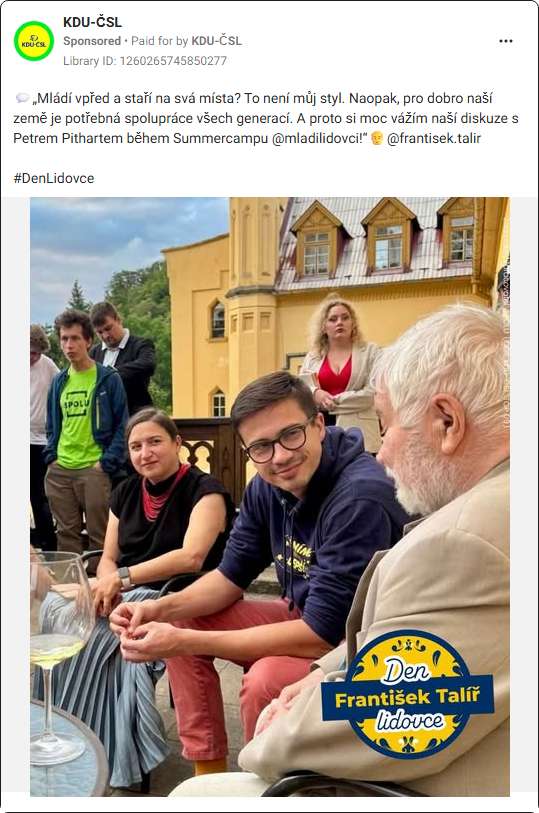 KDU-ČSL
Sponsored • Paid for by KDU-ČSL
Library ID: 1260265745850277
KDU-ČSL
💬 „Mládí vpřed a staří na svá místa? To není můj styl. Naopak, pro dobro naší
země je potřebná spolupráce všech generací. A proto si moc vážím naší diskuze s
Petrem Pithartem během Summercampu @mladilidovci!“ 👴 @frantisek.talir
#DenLidovce
SPOLU
Den
František Talíř
lidovce